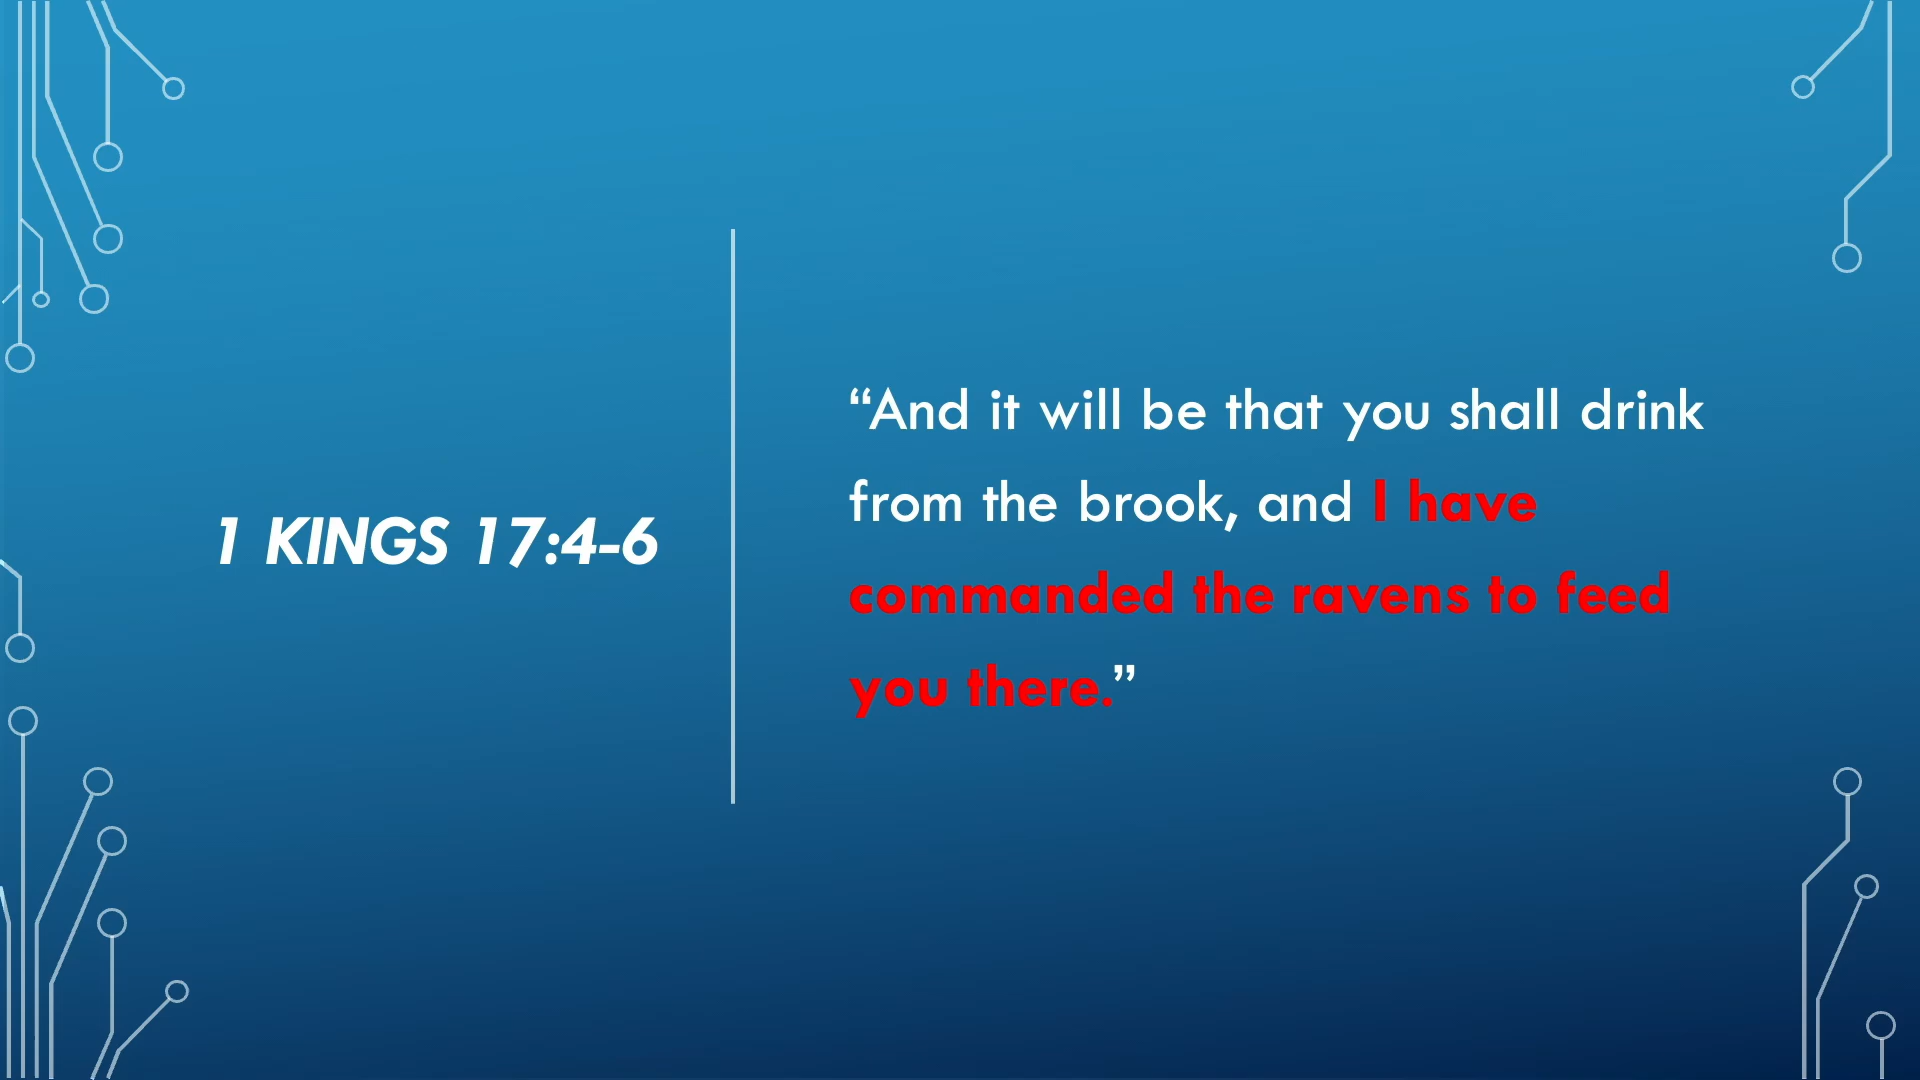 1 KINGS 17:4-6
“And it will be that you shall drink
from the brook, and I have
commanded the ravens to feed
you there.”